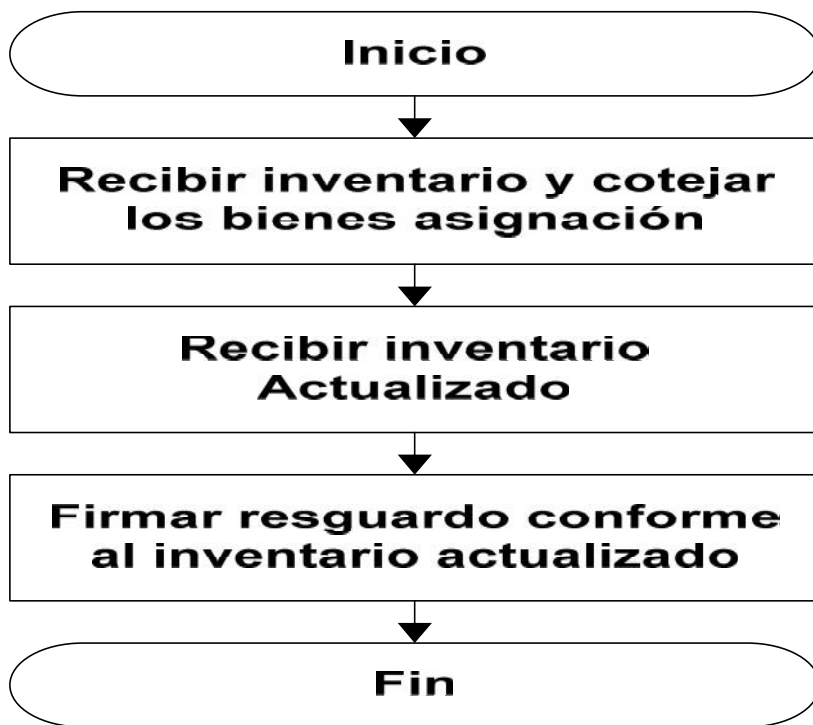 Inicio
Recibir inventario y cotejar
los bienes asignación
Recibir inventario
Actualizado
Firmar resguardo conforme
al inventario actualizado
Fin